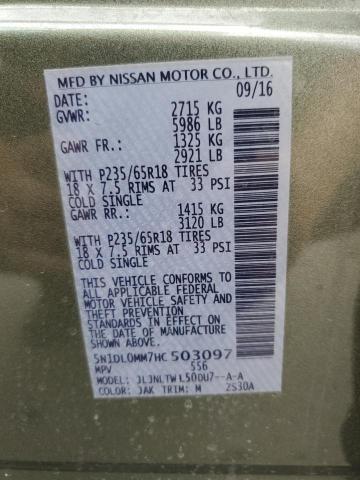 MFD BY NISSAN MOTOR CO., LTD.
DATE: 09/16
GVWR: 2715 KG
5986 LB
GAWR FR.: 1325 KG
2921 LB
WITH P235/65R18 TIRES
18 X 7.5 RIMS AT 33 PSI
COLD SINGLE
GAWR RR.: 1415 KG
3120 LB
WITH P235/65R18 TIRES
18 X 7.5 RIMS AT 33 PSI
COLD SINGLE
THIS VEHICLE CONFORMS TO
ALL APPLICABLE FEDERAL
MOTOR VEHICLE SAFETY
AND THEFT PREVENTION
STANDARDS IN EFFECT ON
THE DATE OF MANUFACTURE
SHOWN ABOVE.
5N1DL0MM7HC503097
MPV 556
JLJNLTWL50DU7--A-A
COLOR: JAK TRIM: M 2S30A